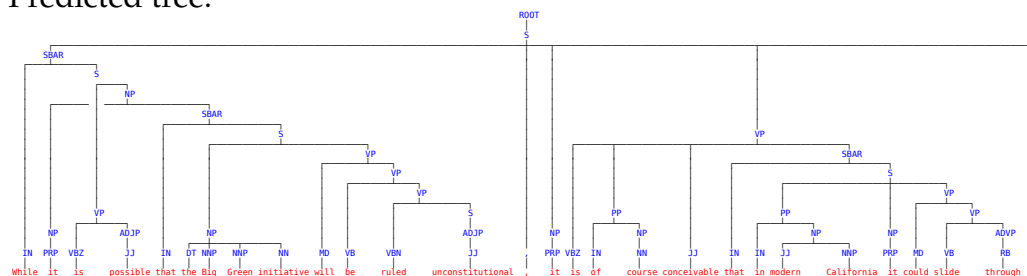 Predicted tree:
ROOT
S
SBAR
S
NP
SBAR
S
VP VP
SBAR
VP S
VP VP
VP PP S PP VP
NP ADJP NP ADJP NP NP NP NP ADVP
IN PRP VBZ JJ IN DT NNP NNP NN MD VB VBN JJ , PRP VBZ IN NN JJ IN IN JJ NNP PRP MD VB RB
While it is possible that the Big Green initiative will be ruled unconstitutional , it is of course conceivable that in modern California it could slide through